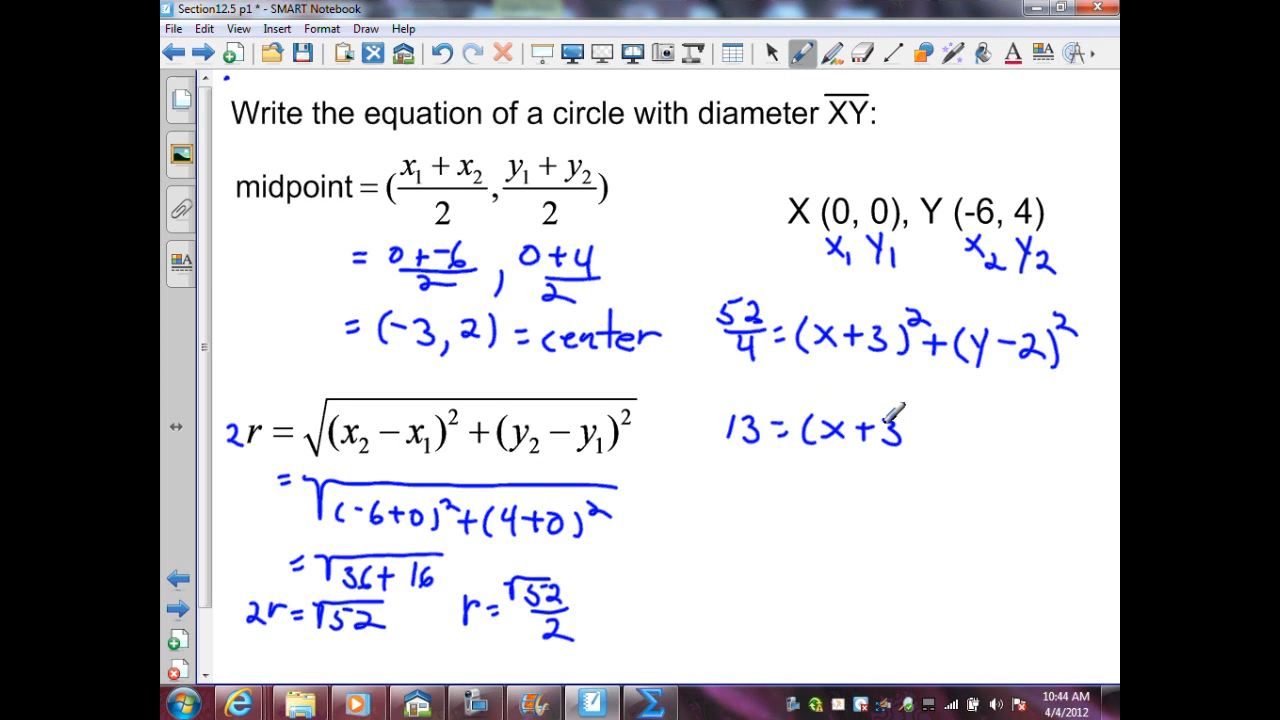 Section12.5 p1 * - SMART Notebook
File Edit View Insert Format Draw Help
Write the equation of a circle with diameter X̅Y̅:
midpoint = (x₁ + x₂ / 2 , y₁ + y₂ / 2)
X (0, 0), Y (-6, 4)
x₁ y₁ x₂ y₂
= 0 + -6 / 2 , 0 + 4 / 2
= (-3, 2) = center
52/4 = (x+3)² + (y-2)²
2r = √(x₂ − x₁)² + (y₂ − y₁)²
13 = (x+3
= √(-6+0)² + (4+0)²
= √36 + 16
2r = √52
r = √52 / 2
10:44 AM
4/4/2012